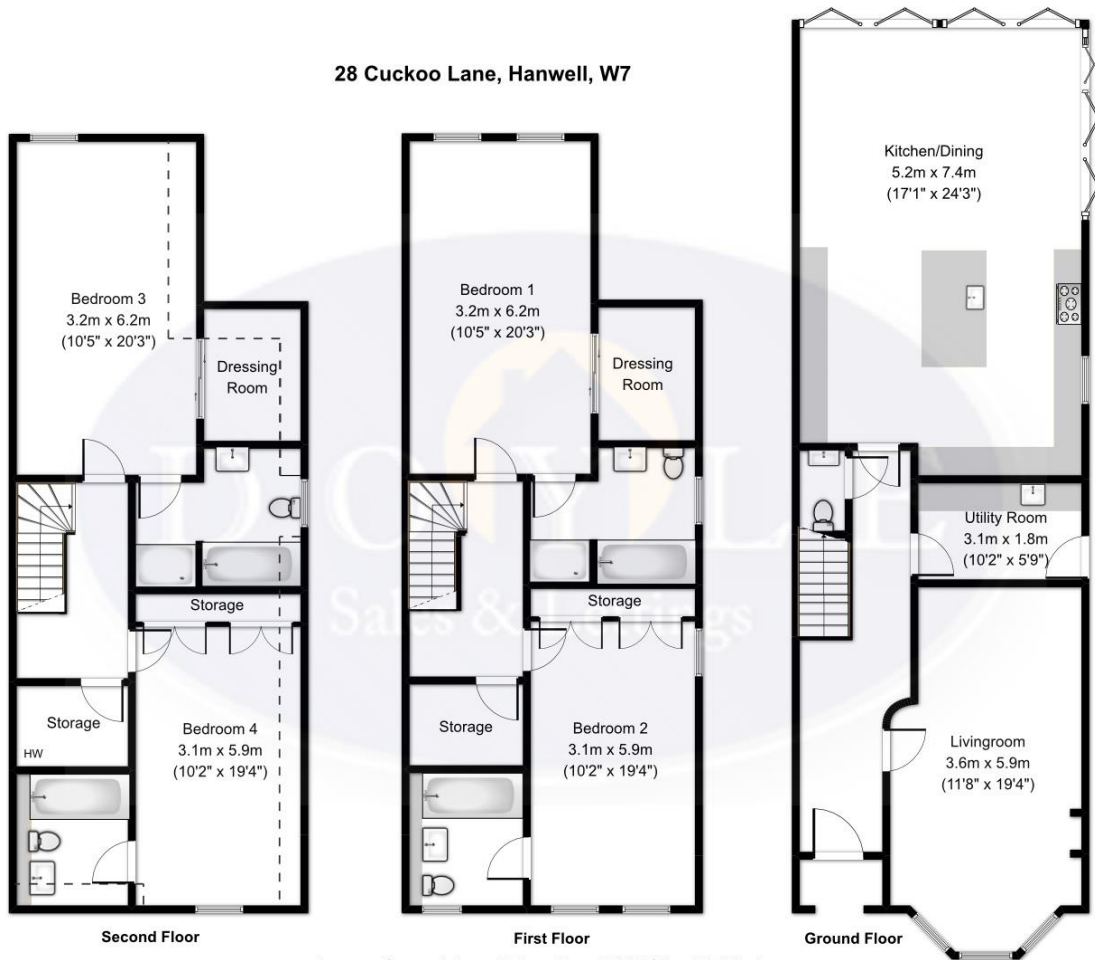 28 Cuckoo Lane, Hanwell, W7
Bedroom 3
3.2m x 6.2m
(10'5" x 20'3")
Dressing
Room
Storage
Storage
HW
Bedroom 4
3.1m x 5.9m
(10'2" x 19'4")
Second Floor
Bedroom 1
3.2m x 6.2m
(10'5" x 20'3")
Dressing
Room
Storage
Storage
Bedroom 2
3.1m x 5.9m
(10'2" x 19'4")
First Floor
Kitchen/Dining
5.2m x 7.4m
(17'1" x 24'3")
Utility Room
3.1m x 1.8m
(10'2" x 5'9")
Livingroom
3.6m x 5.9m
(11'8" x 19'4")
Ground Floor
DOYLE
Sales & Lettings